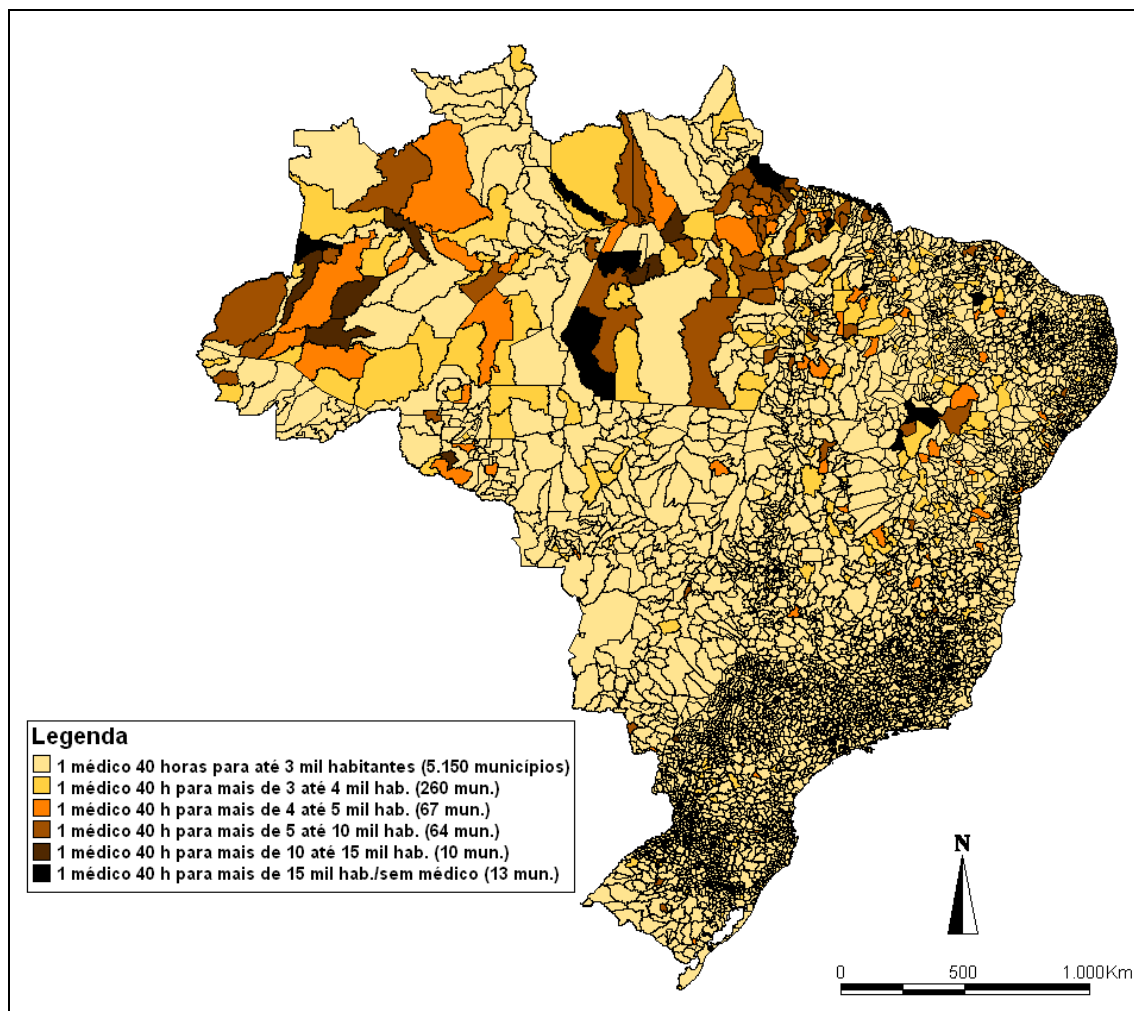 Legenda
1 médico 40 horas para até 3 mil habitantes (5.150 municípios)
1 médico 40 h para mais de 3 até 4 mil hab. (260 mun.)
1 médico 40 h para mais de 4 até 5 mil hab. (67 mun.)
1 médico 40 h para mais de 5 até 10 mil hab. (64 mun.)
1 médico 40 h para mais de 10 até 15 mil hab. (10 mun.)
1 médico 40 h para mais de 15 mil hab./sem médico (13 mun.)
N
0 500 1.000Km